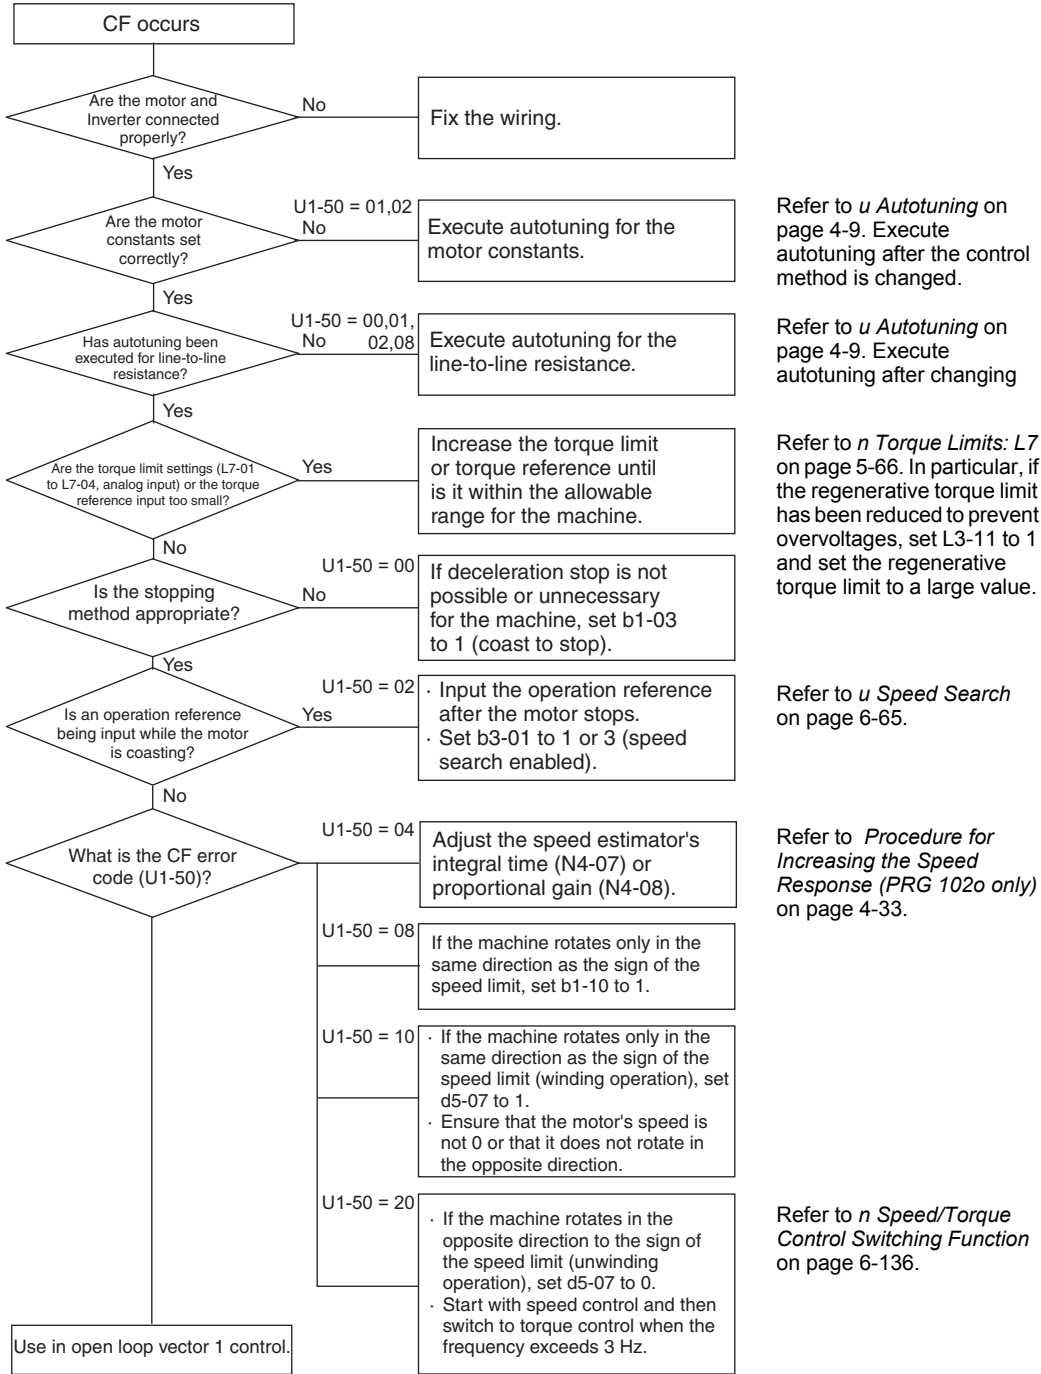 CF occurs
Are the motor and
Inverter connected
properly?
No
Fix the wiring.
Yes
Are the motor
constants set
correctly?
U1-50 = 01,02
No
Execute autotuning for the
motor constants.
Refer to u Autotuning on
page 4-9. Execute
autotuning after the control
method is changed.
Yes
Has autotuning been
executed for line-to-line
resistance?
U1-50 = 00,01,
No 02,08
Execute autotuning for the
line-to-line resistance.
Refer to u Autotuning on
page 4-9. Execute
autotuning after changing
Yes
Are the torque limit settings (L7-01
to L7-04, analog input) or the torque
reference input too small?
Yes
Increase the torque limit
or torque reference until
is it within the allowable
range for the machine.
Refer to n Torque Limits: L7
on page 5-66. In particular, if
the regenerative torque limit
has been reduced to prevent
overvoltages, set L3-11 to 1
and set the regenerative
torque limit to a large value.
No
Is the stopping
method appropriate?
U1-50 = 00
No
If deceleration stop is not
possible or unnecessary
for the machine, set b1-03
to 1 (coast to stop).
Yes
Is an operation reference
being input while the motor
is coasting?
U1-50 = 02
Yes
· Input the operation reference
after the motor stops.
· Set b3-01 to 1 or 3 (speed
search enabled).
Refer to u Speed Search
on page 6-65.
No
What is the CF error
code (U1-50)?
U1-50 = 04
Adjust the speed estimator's
integral time (N4-07) or
proportional gain (N4-08).
Refer to Procedure for
Increasing the Speed
Response (PRG 102o only)
on page 4-33.
U1-50 = 08
If the machine rotates only in the
same direction as the sign of the
speed limit, set b1-10 to 1.
U1-50 = 10
· If the machine rotates only in the
same direction as the sign of the
speed limit (winding operation), set
d5-07 to 1.
· Ensure that the motor's speed is
not 0 or that it does not rotate in
the opposite direction.
U1-50 = 20
· If the machine rotates in the
opposite direction to the sign of
the speed limit (unwinding
operation), set d5-07 to 0.
· Start with speed control and then
switch to torque control when the
frequency exceeds 3 Hz.
Refer to n Speed/Torque
Control Switching Function
on page 6-136.
Use in open loop vector 1 control.